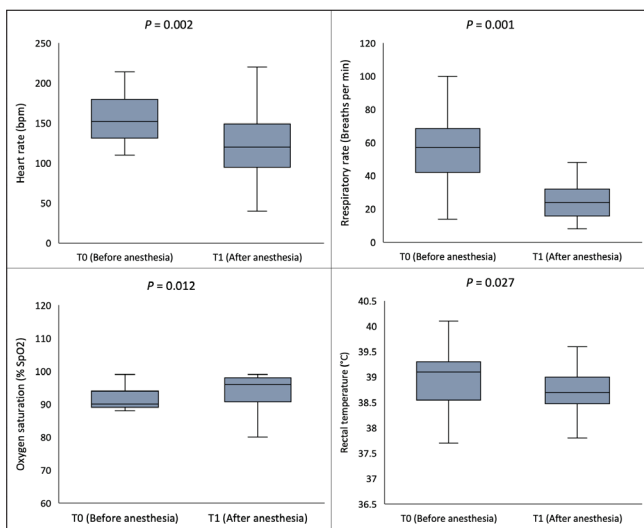 P = 0.002
Heart rate (bpm)
250
200
150
100
50
0
T0 (Before anesthesia)
T1 (After anesthesia)
P = 0.001
Rrespiratory rate (Breaths per min)
120
100
80
60
40
20
0
T0 (Before anesthesia)
T1 (After anesthesia)
P = 0.012
Oxygen saturation (% SpO2)
120
110
100
90
80
70
60
T0 (Before anesthesia)
T1 (After anesthesia)
P = 0.027
Rectal temperature (°C)
40.5
40
39.5
39
38.5
38
37.5
37
36.5
T0 (Before anesthesia)
T1 (After anesthesia)